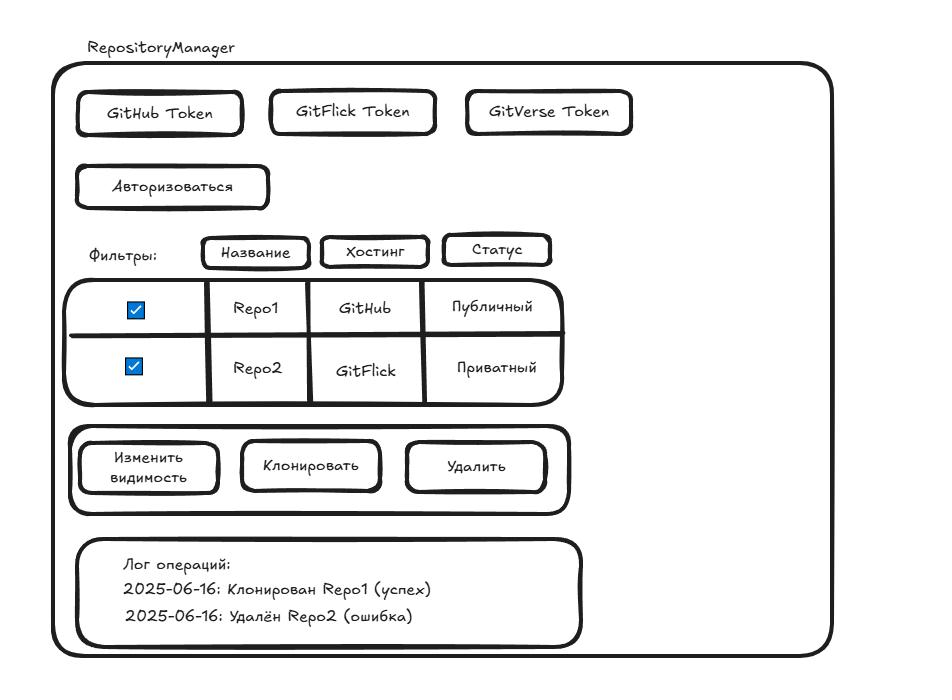 RepositoryManager
GitHub Token
GitFlick Token
GitVerse Token
Авторизоваться
Фильтры:
Название
Хостинг
Статус
Repo1
GitHub
Публичный
Repo2
GitFlick
Приватный
Изменить
видимость
Клонировать
Удалить
Лог операций:
2025-06-16: Клонирован Repo1 (успех)
2025-06-16: Удалён Repo2 (ошибка)